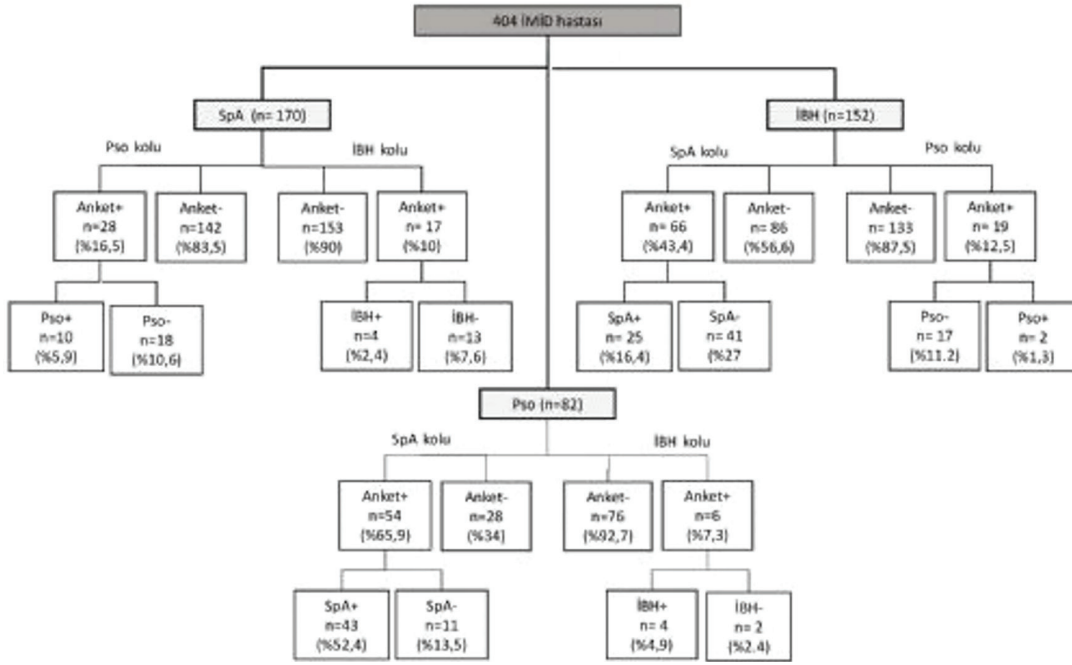 404 İMİD hastası
SpA (n= 170)
İBH (n=152)
Pso kolu
İBH kolu
SpA kolu
Pso kolu
Anket+
n=28
(%16,5)
Anket-
n=142
(%83,5)
Anket-
n=153
(%90)
Anket+
n= 17
(%10)
Anket+
n= 66
(%43,4)
Anket-
n= 86
(%56,6)
Anket-
n= 133
(%87,5)
Anket+
n= 19
(%12,5)
Pso+
n=10
(%5,9)
Pso-
n=18
(%10,6)
İBH+
n=4
(%2,4)
İBH-
n=13
(%7,6)
SpA+
n= 25
(%16,4)
SpA-
n= 41
(%27
Pso-
n= 17
(%11.2)
Pso+
n= 2
(%1,3)
Pso (n=82)
SpA kolu
İBH kolu
Anket+
n=54
(%65,9)
Anket-
n=28
(%34)
Anket-
n=76
(%92,7)
Anket+
n=6
(%7,3)
SpA+
n=43
(%52,4)
SpA-
n=11
(%13,5)
İBH+
n= 4
(%4,9)
İBH-
n= 2
(%2.4)